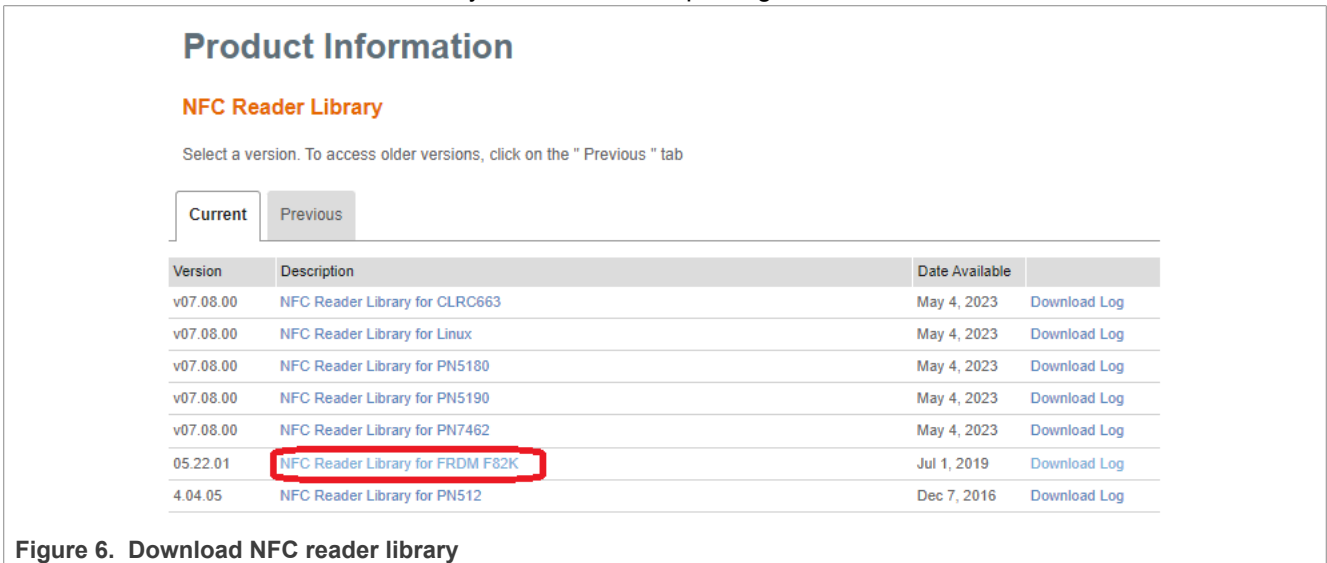 Product Information
NFC Reader Library
Select a version. To access older versions, click on the " Previous " tab
Current Previous
Version Description Date Available
v07.08.00 NFC Reader Library for CLRC663 May 4, 2023 Download Log
v07.08.00 NFC Reader Library for Linux May 4, 2023 Download Log
v07.08.00 NFC Reader Library for PN5180 May 4, 2023 Download Log
v07.08.00 NFC Reader Library for PN5190 May 4, 2023 Download Log
v07.08.00 NFC Reader Library for PN7462 May 4, 2023 Download Log
05.22.01 NFC Reader Library for FRDM F82K Jul 1, 2019 Download Log
4.04.05 NFC Reader Library for PN512 Dec 7, 2016 Download Log
Figure 6. Download NFC reader library